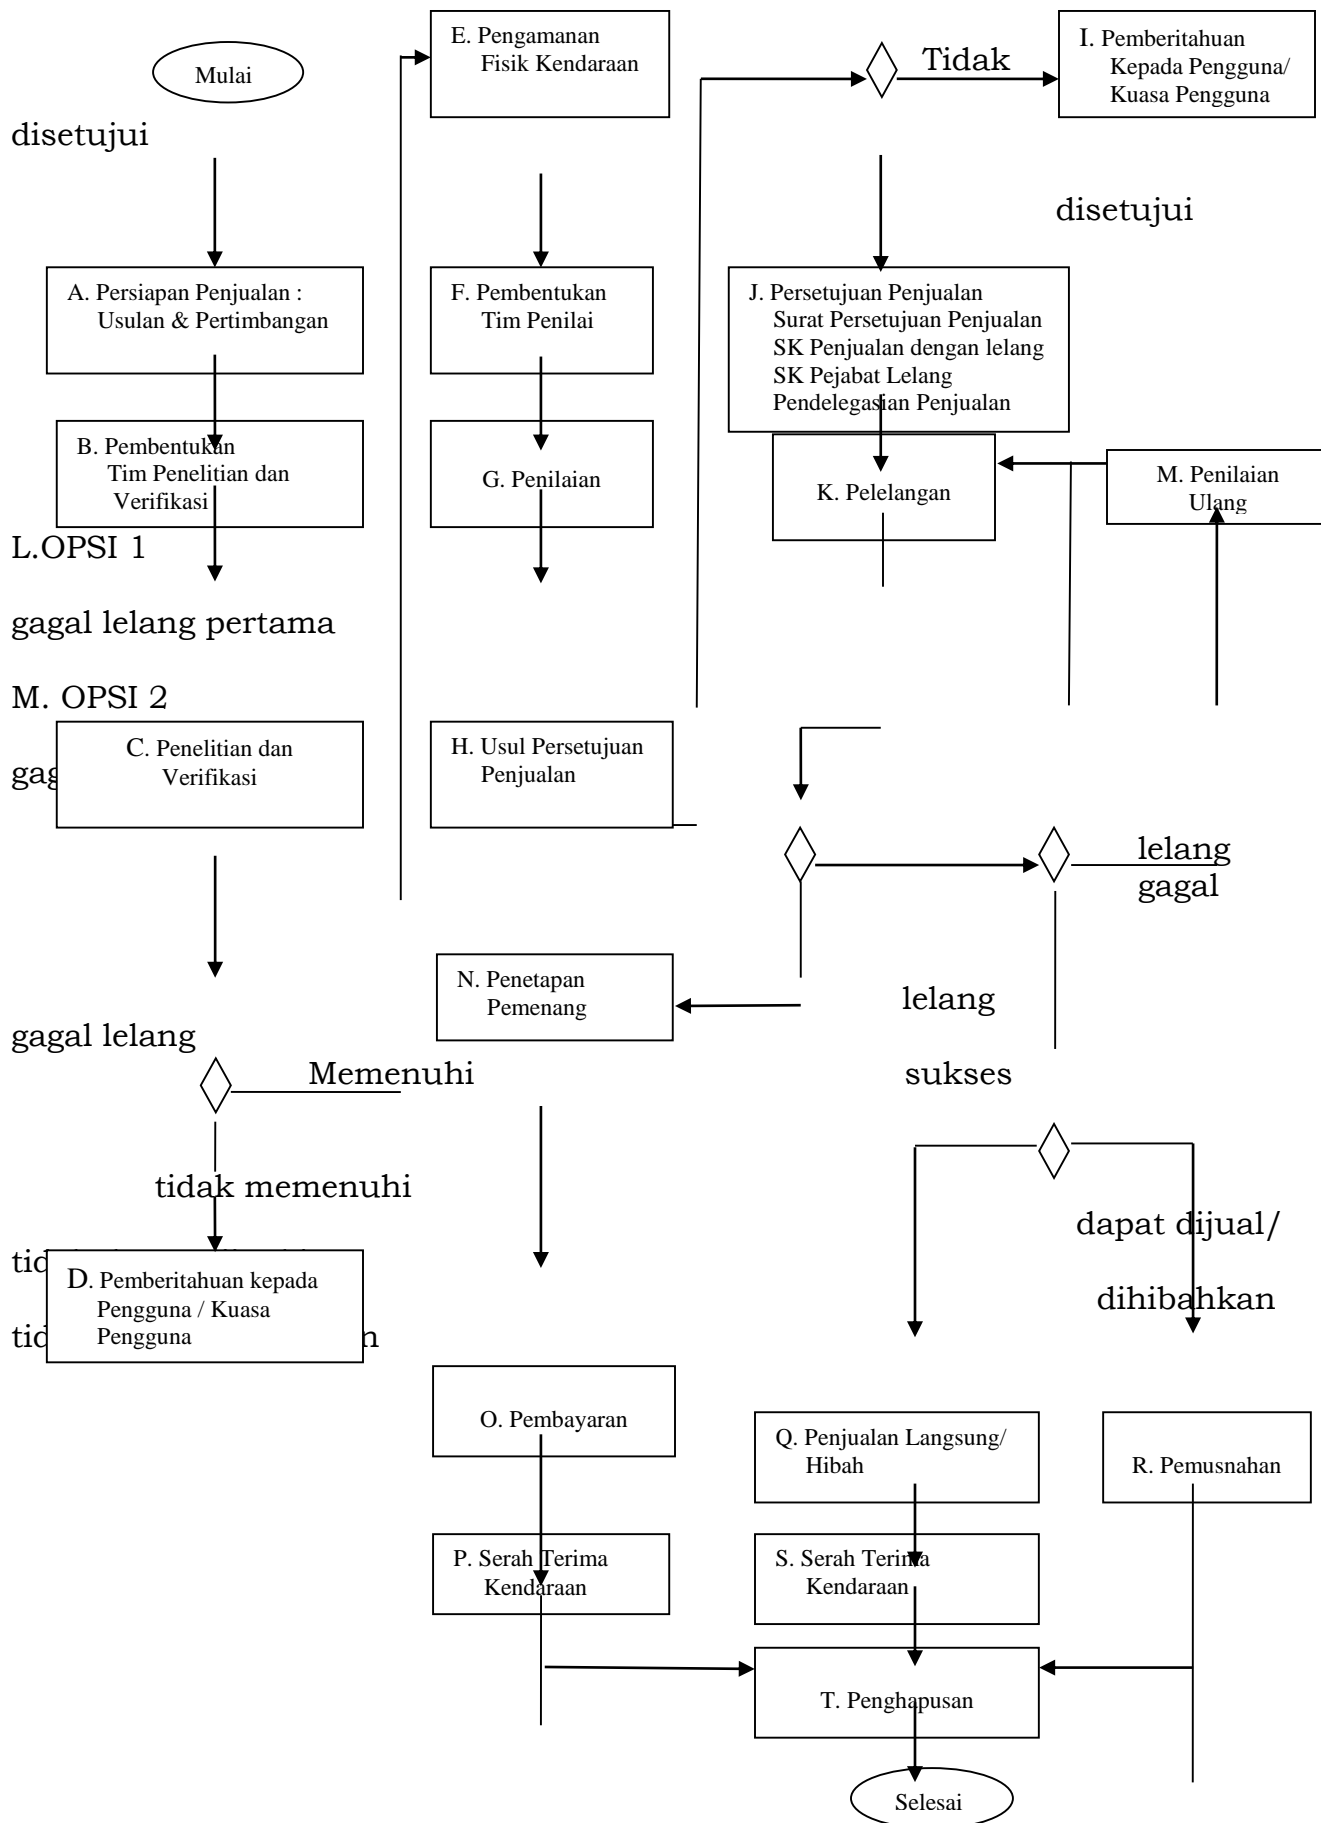 Mulai
E. Pengamanan
Fisik Kendaraan
Tidak
I. Pemberitahuan
Kepada Pengguna/
Kuasa Pengguna
disetujui
disetujui
A. Persiapan Penjualan :
Usulan & Pertimbangan
F. Pembentukan
Tim Penilai
J. Persetujuan Penjualan
Surat Persetujuan Penjualan
SK Penjualan dengan lelang
SK Pejabat Lelang
Pendelegasian Penjualan
B. Pembentukan
Tim Penelitian dan
Verifikasi
G. Penilaian
K. Pelelangan
M. Penilaian
Ulang
L.OPSI 1
gagal lelang pertama
M. OPSI 2
C. Penelitian dan
Verifikasi
H. Usul Persetujuan
Penjualan
lelang
gagal
N. Penetapan
Pemenang
lelang
gagal lelang
Memenuhi
sukses
tidak memenuhi
dapat dijual/
dihibahkan
D. Pemberitahuan kepada
Pengguna / Kuasa
Pengguna
O. Pembayaran
Q. Penjualan Langsung/
Hibah
R. Pemusnahan
P. Serah Terima
Kendaraan
S. Serah Terima
Kendaraan
T. Penghapusan
Selesai